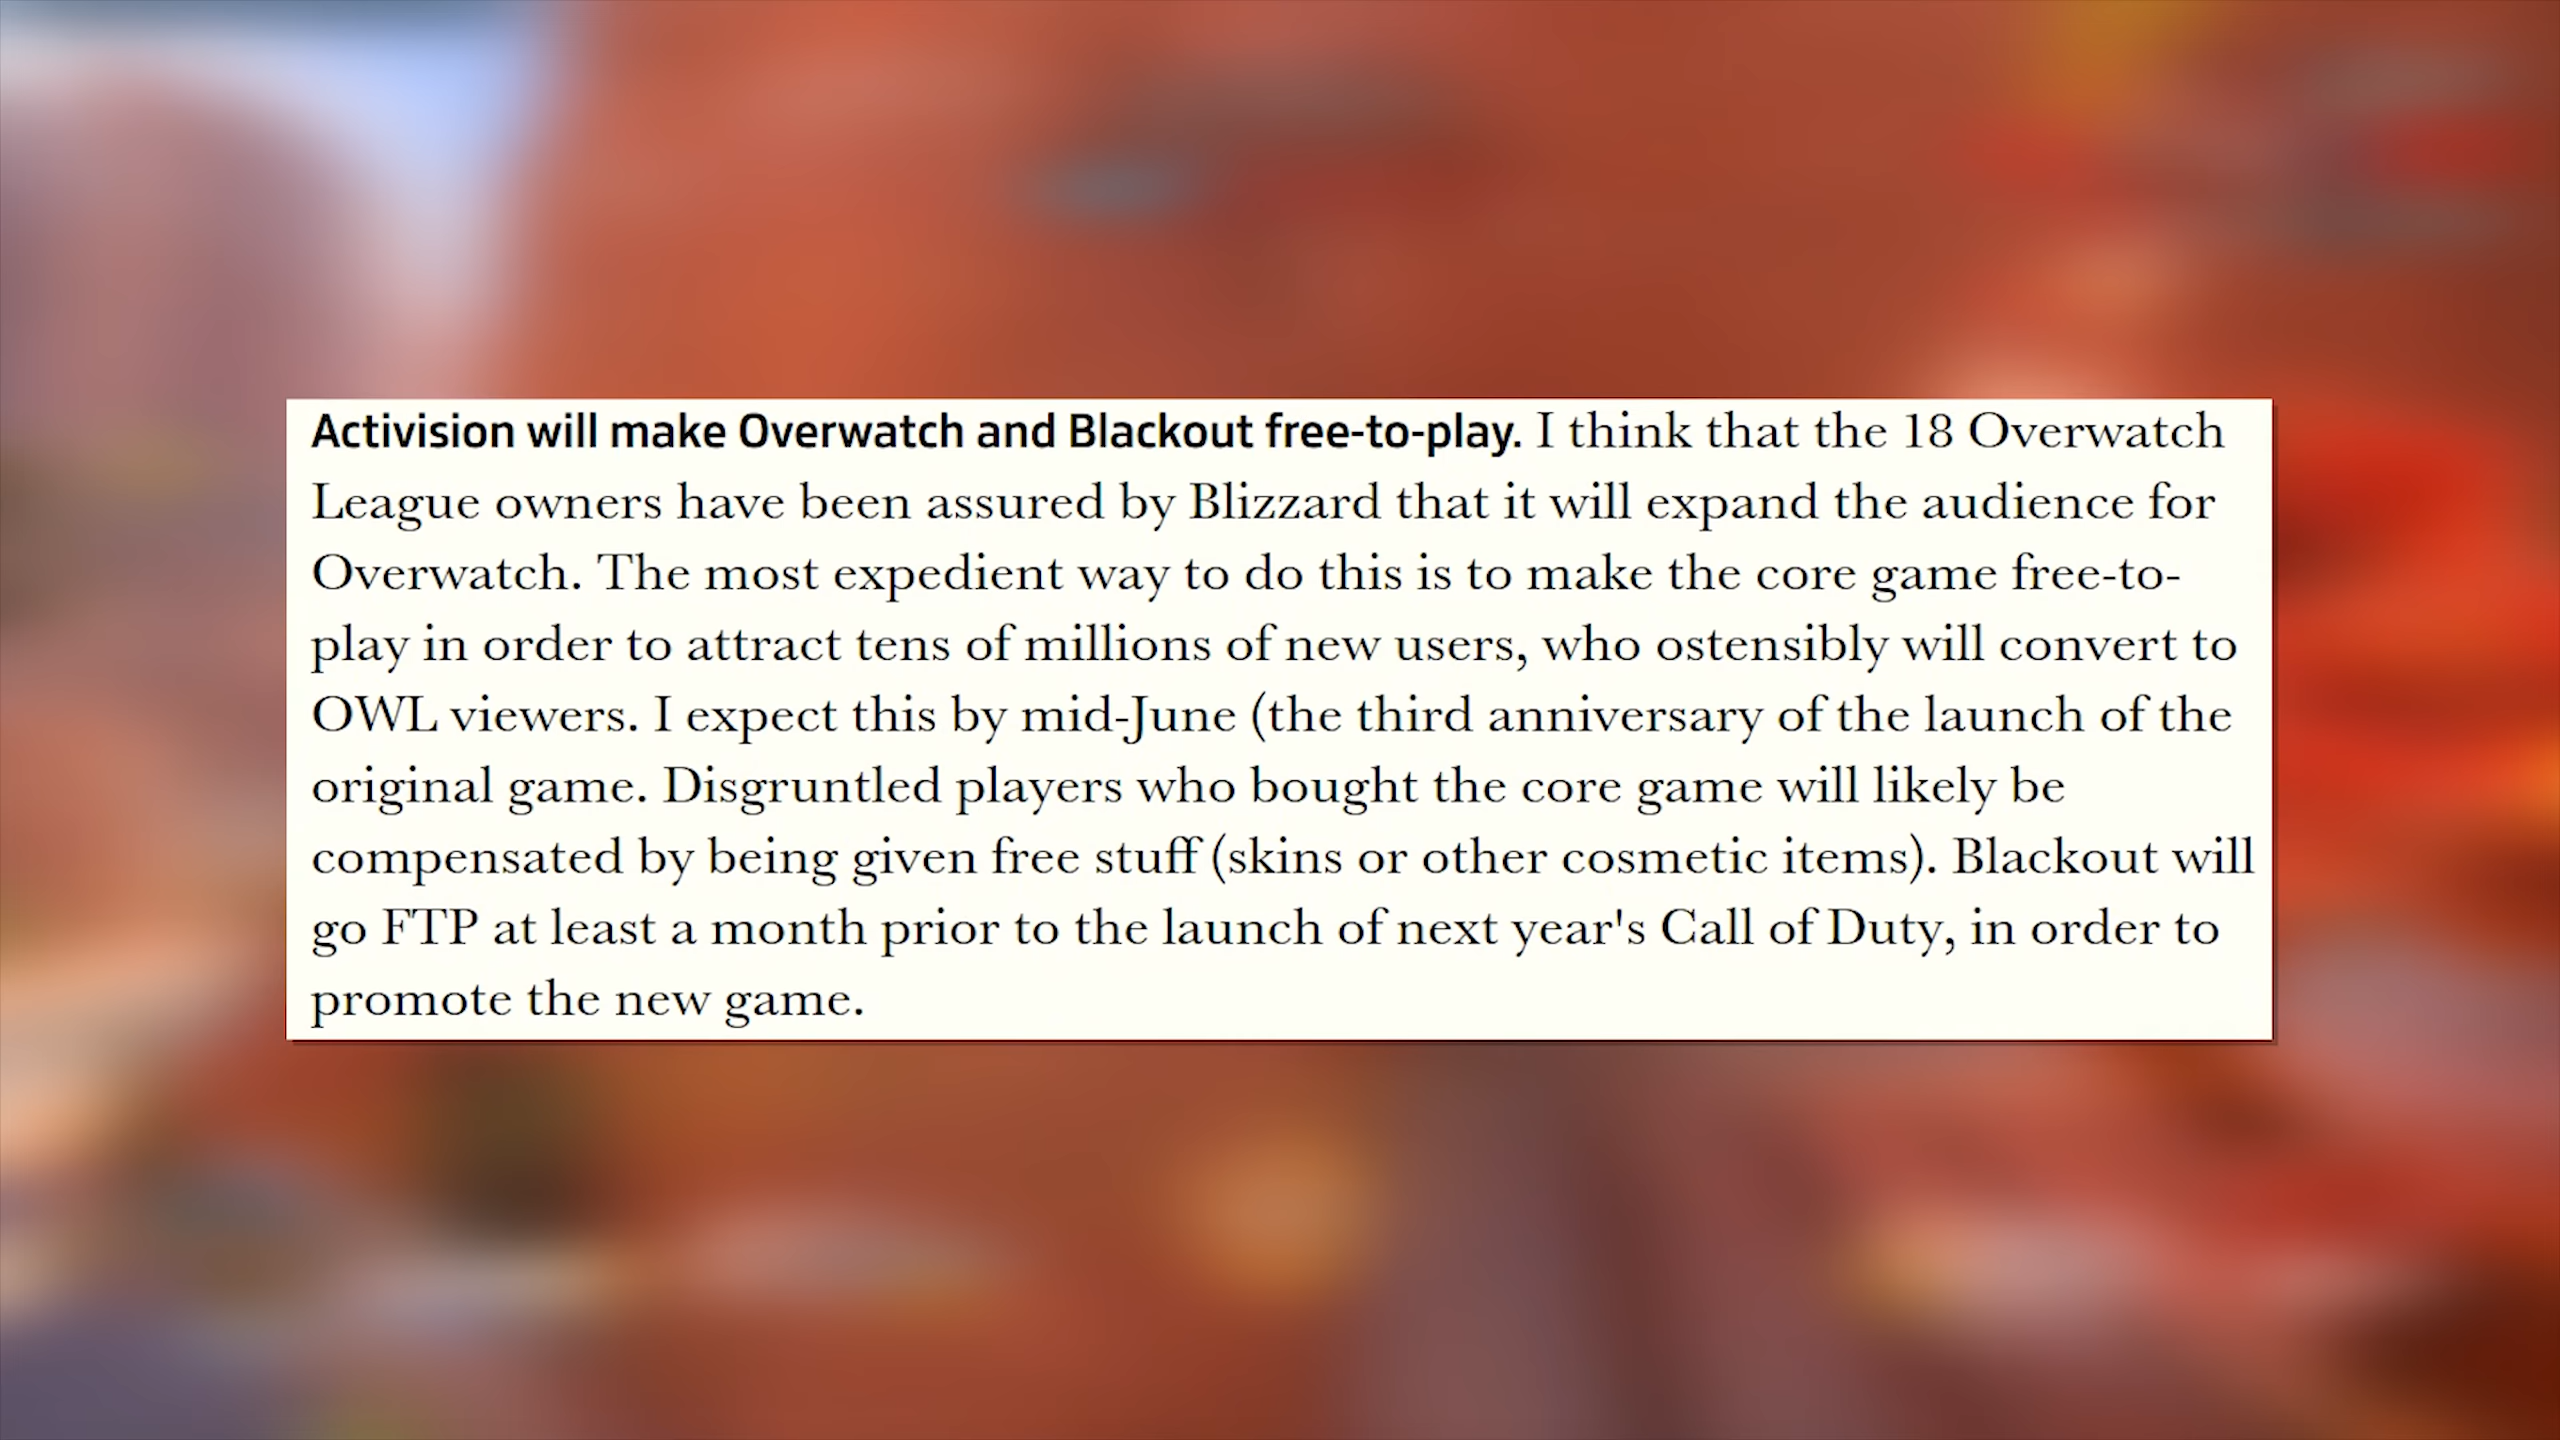 Activision will make Overwatch and Blackout free-to-play. I think that the 18 Overwatch
League owners have been assured by Blizzard that it will expand the audience for
Overwatch. The most expedient way to do this is to make the core game free-to-
play in order to attract tens of millions of new users, who ostensibly will convert to
OWL viewers. I expect this by mid-June (the third anniversary of the launch of the
original game. Disgruntled players who bought the core game will likely be
compensated by being given free stuff (skins or other cosmetic items). Blackout will
go FTP at least a month prior to the launch of next year's Call of Duty, in order to
promote the new game.